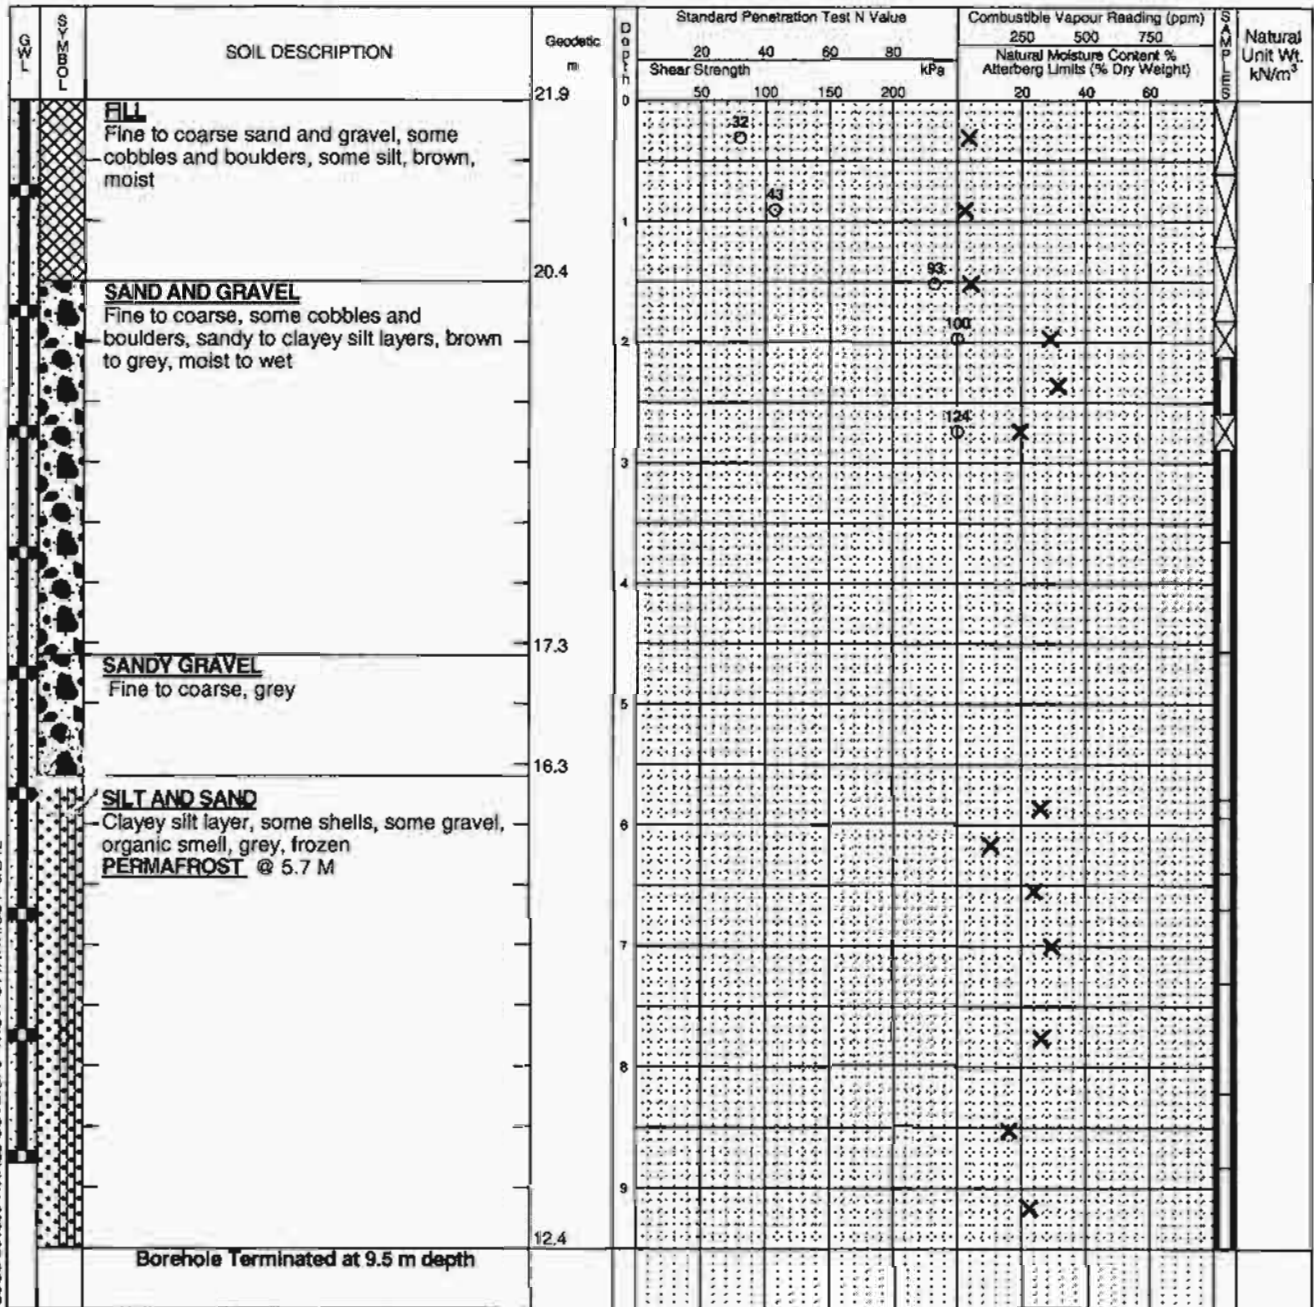 GWL
SYMBOL
SOIL DESCRIPTION
Geodetic
m
Depth
Standard Penetration Test N Value
20 40 60 80
Shear Strength kPa
50 100 150 200
Combustible Vapour Reading (ppm)
250 500 750
Natural Moisture Content %
Atterberg Limits (% Dry Weight)
20 40 60
SAMPLES
Natural
Unit Wt.
kN/m³
21.9
0
FILL
Fine to coarse sand and gravel, some
cobbles and boulders, some silt, brown,
moist
32
43
1
20.4
SAND AND GRAVEL
Fine to coarse, some cobbles and
boulders, sandy to clayey silt layers, brown
to grey, moist to wet
93
100
2
124
3
4
17.3
SANDY GRAVEL
Fine to coarse, grey
5
16.3
SILT AND SAND
Clayey silt layer, some shells, some gravel,
organic smell, grey, frozen
PERMAFROST @ 5.7 M
6
7
8
9
12.4
Borehole Terminated at 9.5 m depth